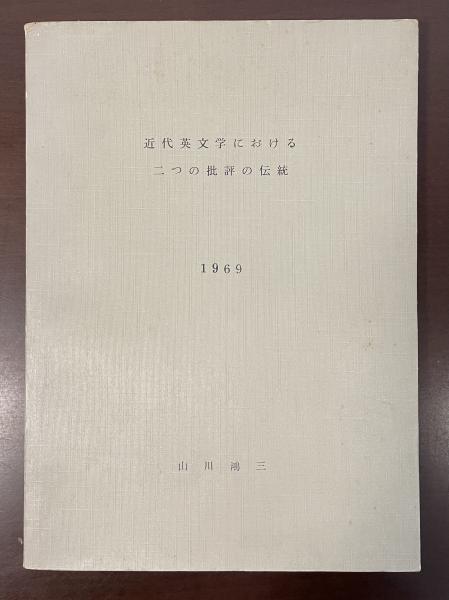 近代英文学における
二つの批評の伝統
1969
山川鴻三